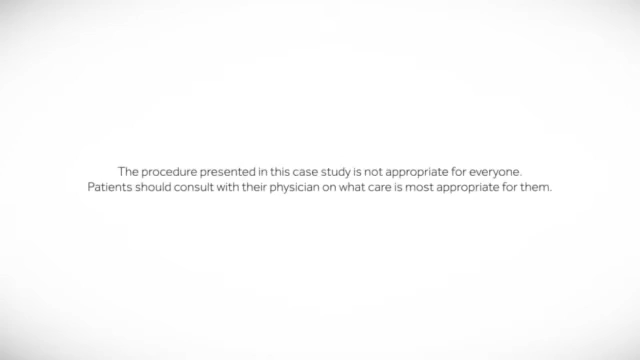 The procedure presented in this case study is not appropriate for everyone.
Patients should consult with their physician on what care is most appropriate for them.